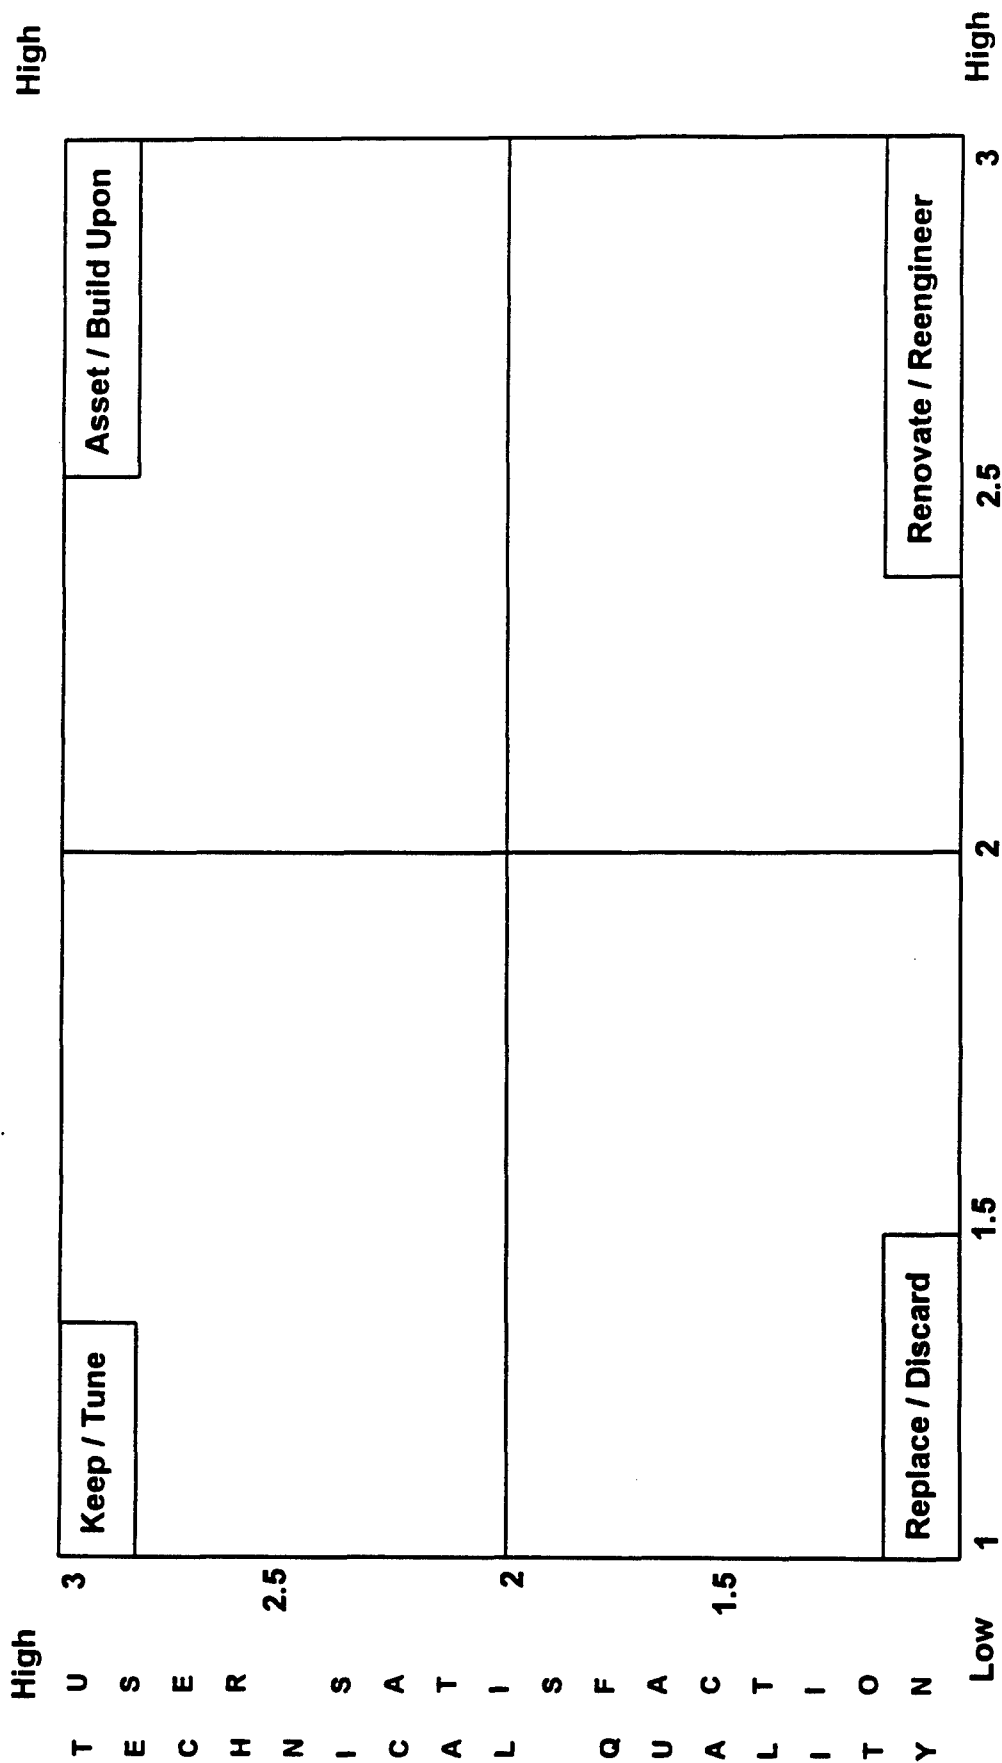 High
High
TECHNICAL QUALITY
USER SATISFACTION
3
2.5
2
1.5
Keep / Tune
Asset / Build Upon
Replace / Discard
Renovate / Reengineer
1 1.5 2 2.5 3
Low
High